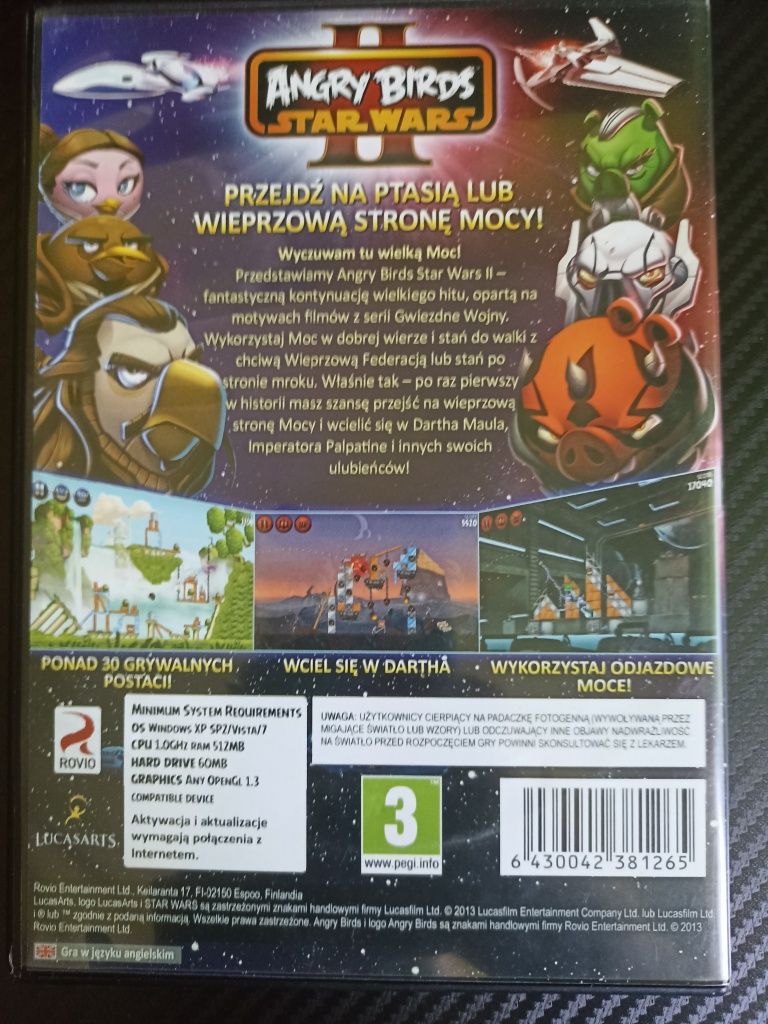 II
ANGRY BIRDS
STAR WARS
PRZEJDŹ NA PTASIĄ LUB
WIEPRZOWĄ STRONĘ MOCY!
Wyczuwam tu wielką Moc!
Przedstawiamy Angry Birds Star Wars II –
fantastyczną kontynuację wielkiego hitu, opartą na
motywach filmów z serii Gwiezdne Wojny.
Wykorzystaj Moc w dobrej wierze i stań do walki z
chciwą Wieprzową Federacją lub stań po
stronie mroku. Właśnie tak – po raz pierwszy
w historii masz szansę przejść na wieprzową
stronę Mocy i wcielić się w Dartha Maula,
Imperatora Palpatine i innych swoich
ulubieńców!
SCORE
17040
5520
PONAD 30 GRYWALNYCH
POSTACI!
WCIEL SIĘ W DARTHA
WYKORZYSTAJ ODJAZDOWE
MOCE!
ROVIO
LUCASARTS
MINIMUM SYSTEM REQUIREMENTS
OS WINDOWS XP SP2/VISTA/7
CPU 1.0GHZ RAM 512MB
HARD DRIVE 60MB
GRAPHICS ANY OPENGL 1.3
COMPATIBLE DEVICE
Aktywacja i aktualizacje
wymagają połączenia z
Internetem.
UWAGA: UŻYTKOWNICY CIERPIĄCY NA PADACZKĘ FOTOGENNĄ (WYWOŁYWANĄ PRZEZ
MIGAJĄCE ŚWIATŁO LUB WZORY) LUB ODCZUWAJĄCY INNE OBJAWY NADWRAŻLIWOŚĆ
NA ŚWIATŁO PRZED ROZPOCZĘCIEM GRY POWINNI SKONSULTOWAĆ SIĘ Z LEKARZEM.
3
www.pegi.info
6 430042 381265
Rovio Entertainment Ltd., Keilaranta 17, FI-02150 Espoo, Finlandia
LucasArts, logo LucasArts i STAR WARS są zastrzeżonymi znakami handlowymi firmy Lucasfilm Ltd. © 2013 Lucasfilm Entertainment Company Ltd. lub Lucasfilm Ltd.
i ® lub ™ zgodnie z podaną informacją. Wszelkie prawa zastrzeżone. Angry Birds i logo Angry Birds są znakami handlowymi firmy Rovio Entertainment Ltd. © 2013
Rovio Entertainment Ltd.
Gra w języku angielskim